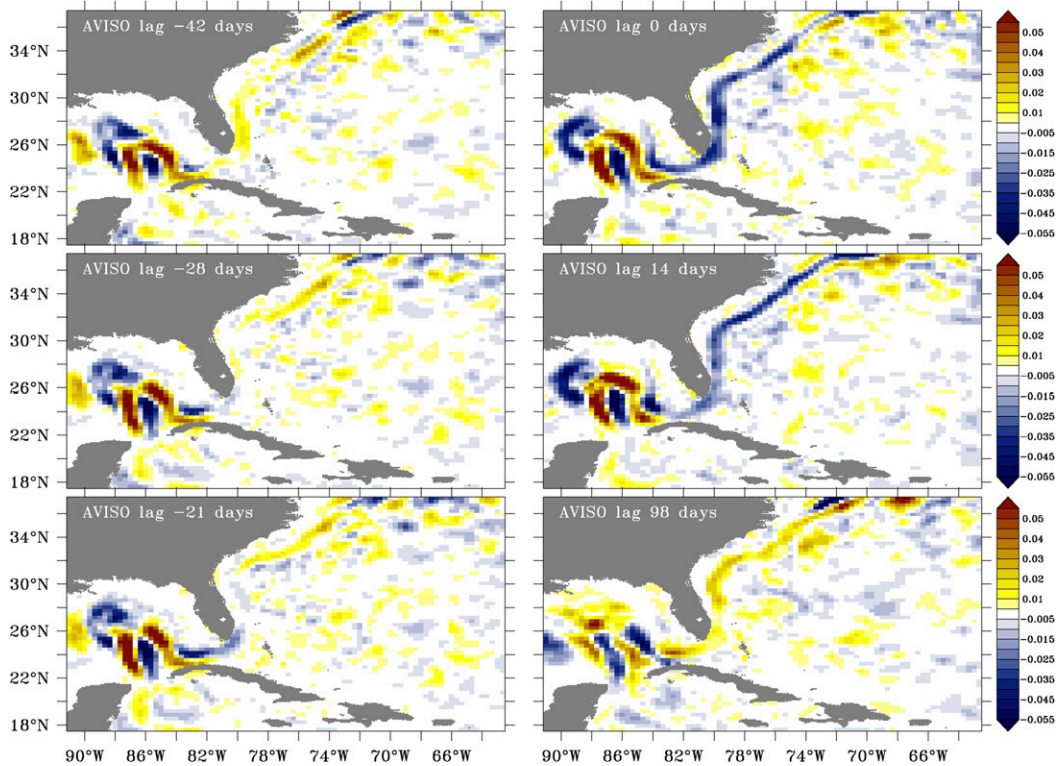 AVISO lag −42 days
AVISO lag 0 days
34°N
30°N
26°N
22°N
18°N
0.05
0.04
0.03
0.02
0.01
−0.005
−0.015
−0.025
−0.035
−0.045
−0.055
AVISO lag −28 days
AVISO lag 14 days
34°N
30°N
26°N
22°N
18°N
0.05
0.04
0.03
0.02
0.01
−0.005
−0.015
−0.025
−0.035
−0.045
−0.055
AVISO lag −21 days
AVISO lag 98 days
34°N
30°N
26°N
22°N
18°N
0.05
0.04
0.03
0.02
0.01
−0.005
−0.015
−0.025
−0.035
−0.045
−0.055
90°W 86°W 82°W 78°W 74°W 70°W 66°W
90°W 86°W 82°W 78°W 74°W 70°W 66°W